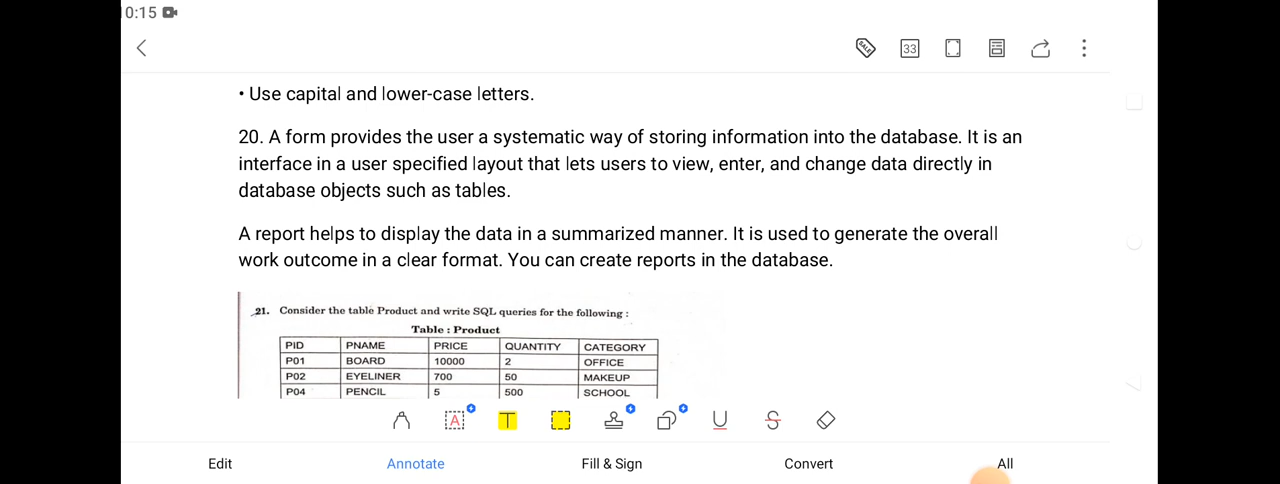 0:15
SALE
33
• Use capital and lower-case letters.
20. A form provides the user a systematic way of storing information into the database. It is an
interface in a user specified layout that lets users to view, enter, and change data directly in
database objects such as tables.
A report helps to display the data in a summarized manner. It is used to generate the overall
work outcome in a clear format. You can create reports in the database.
21. Consider the table Product and write SQL queries for the following :
Table : Product
PID PNAME PRICE QUANTITY CATEGORY
P01 BOARD 10000 2 OFFICE
P02 EYELINER 700 50 MAKEUP
P04 PENCIL 5 500 SCHOOL
A T U S
Edit Annotate Fill & Sign Convert All